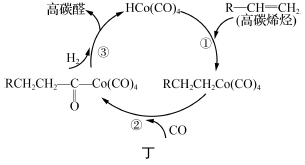 高碳醛
HCo(CO)₄
R—CH=CH₂
(高碳烯烃)
①
H₂
③
RCH₂CH₂—C—Co(CO)₄
O
RCH₂CH₂Co(CO)₄
②
CO
丁